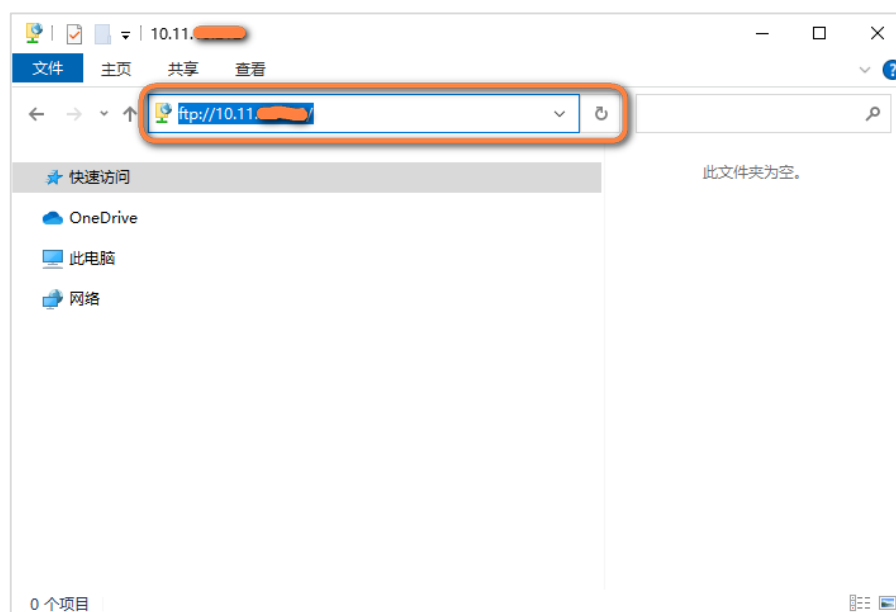 10.11.
文件 主页 共享 查看
ftp://10.11. /
快速访问
此文件夹为空。
OneDrive
此电脑
网络
0 个项目